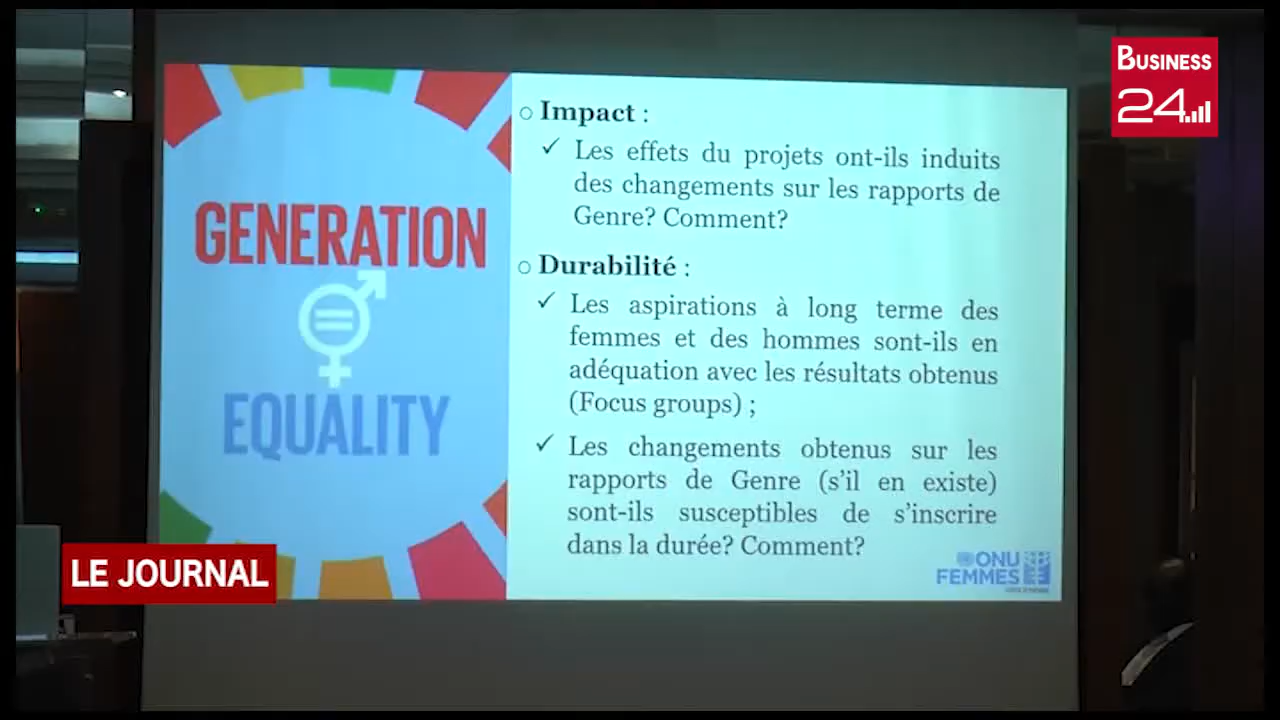 BUSINESS
24
GENERATION
EQUALITY
Impact :
Les effets du projets ont-ils induits
des changements sur les rapports de
Genre? Comment?
Durabilité :
Les aspirations à long terme des
femmes et des hommes sont-ils en
adéquation avec les résultats obtenus
(Focus groups) ;
Les changements obtenus sur les
rapports de Genre (s'il en existe)
sont-ils susceptibles de s'inscrire
dans la durée? Comment?
ONU
FEMMES
LE JOURNAL